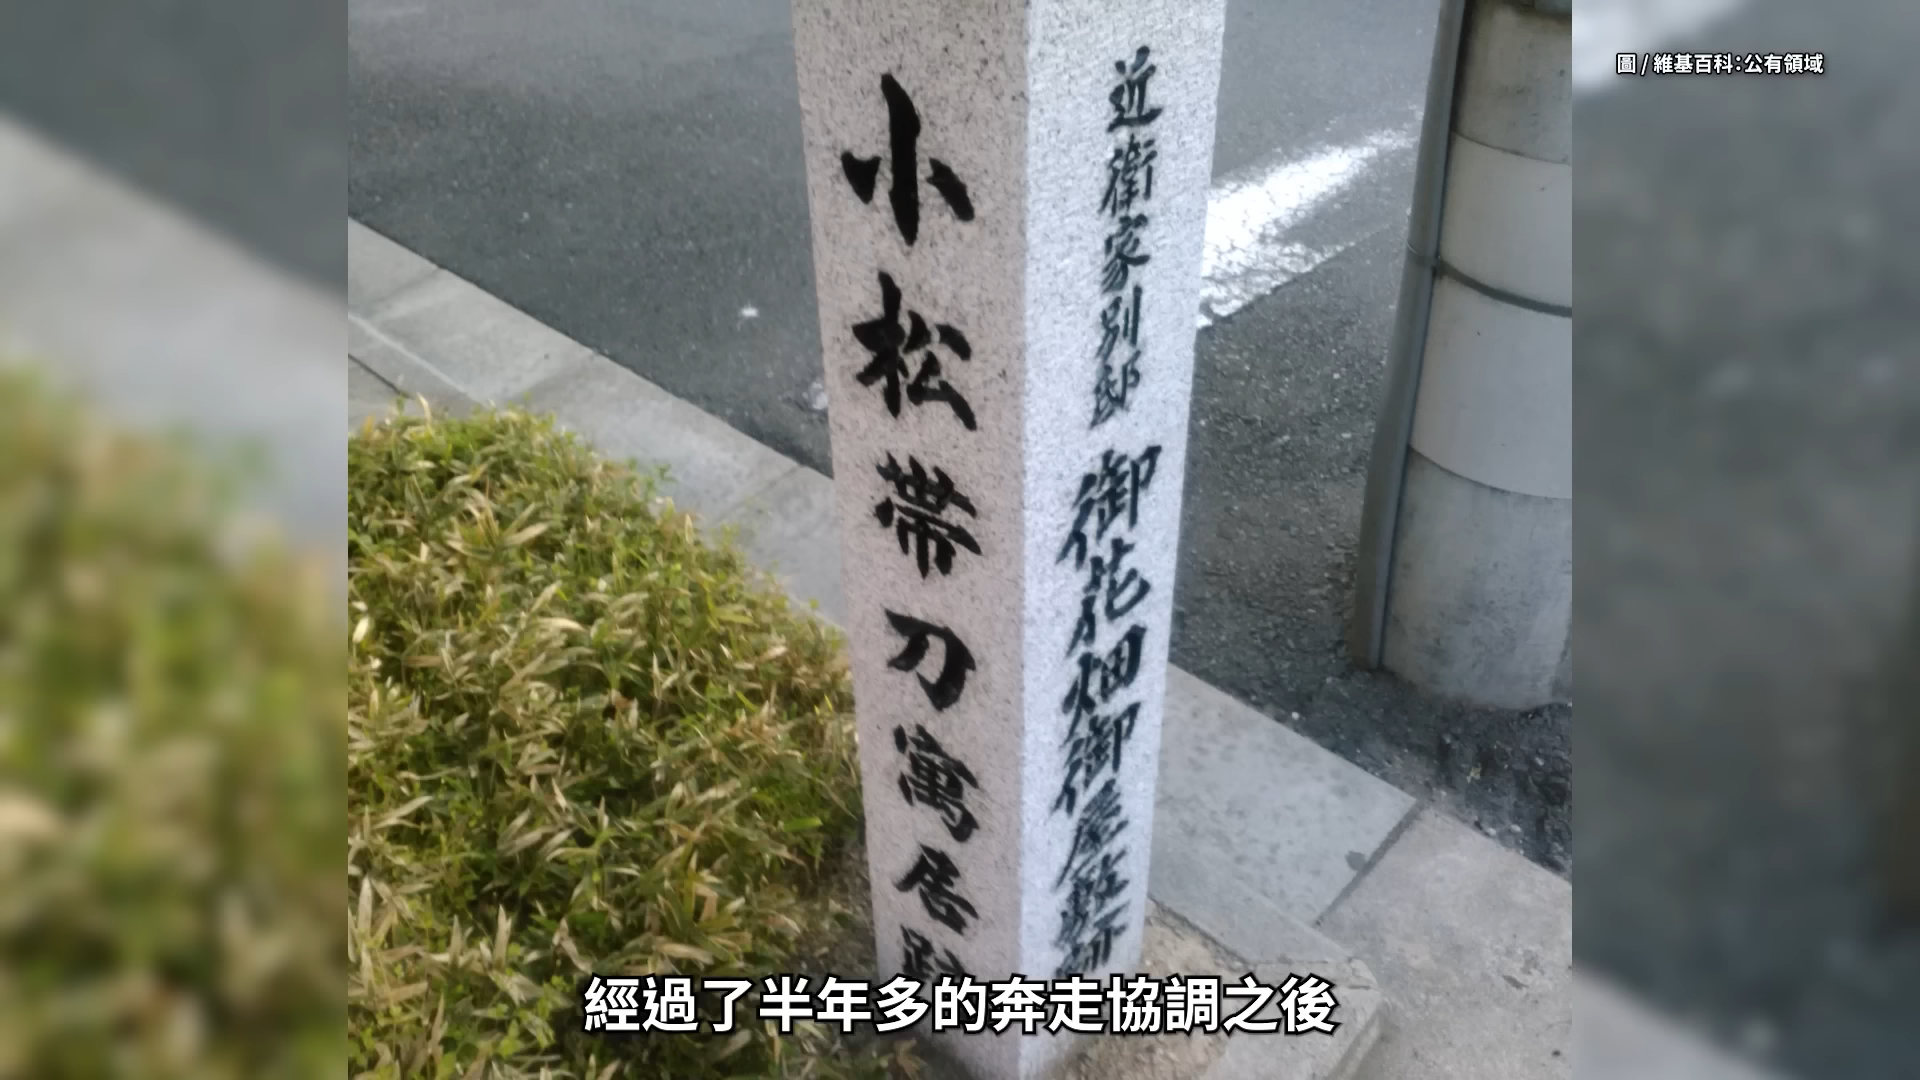 圖 / 維基百科：公有領域
小松帯刀寓居跡
近衛家別邸 御花畑御屋敷跡
經過了半年多的奔走協調之後